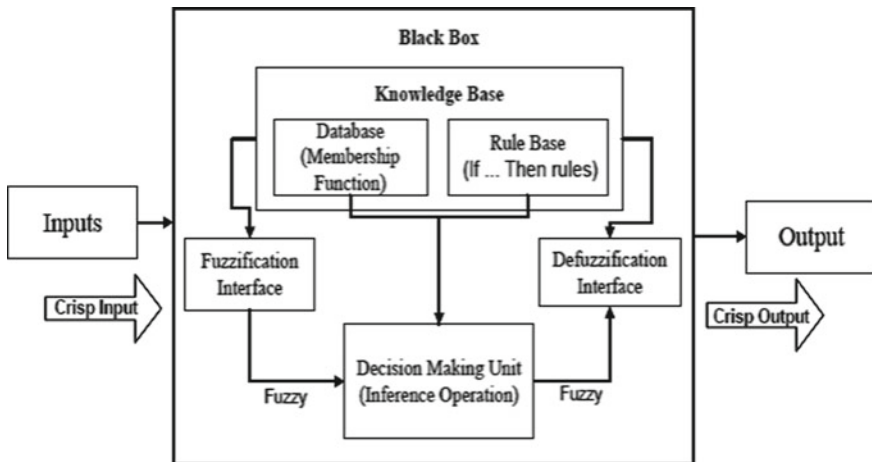 Black Box
Knowledge Base
Database
(Membership
Function)
Rule Base
(If ... Then rules)
Inputs
Output
Fuzzification
Interface
Defuzzification
Interface
Crisp Input
Crisp Output
Decision Making Unit
(Inference Operation)
Fuzzy
Fuzzy